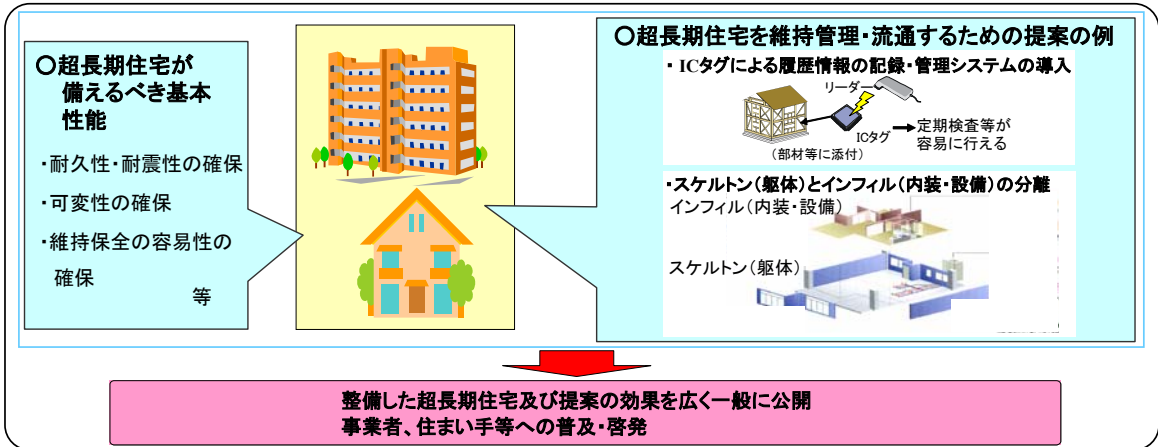 〇超長期住宅が
備えるべき基本
性能
・耐久性・耐震性の確保
・可変性の確保
・維持保全の容易性の
確保
等
〇超長期住宅を維持管理・流通するための提案の例
・ICタグによる履歴情報の記録・管理システムの導入
リーダー
ICタグ
(部材等に添付)
定期検査等が
容易に行える
・スケルトン(躯体)とインフィル(内装・設備)の分離
インフィル(内装・設備)
スケルトン(躯体)
整備した超長期住宅及び提案の効果を広く一般に公開
事業者、住まい手等への普及・啓発